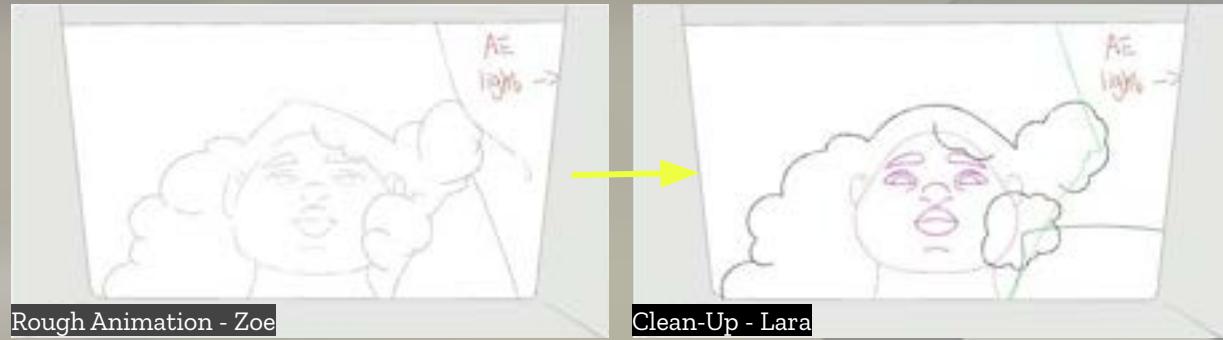 AE
light ->
AE
light ->
Rough Animation - Zoe
Clean-Up - Lara